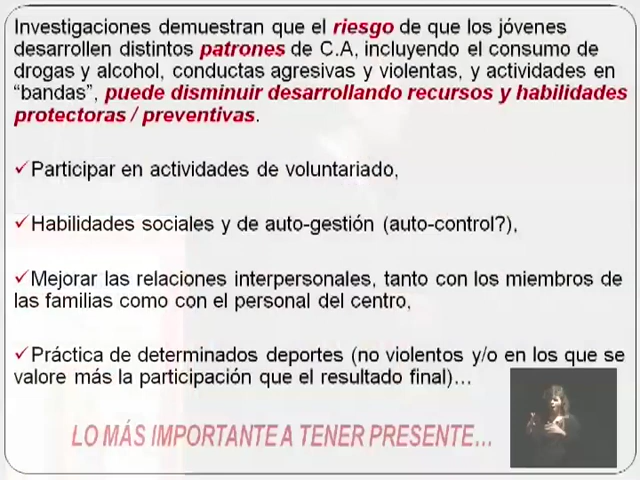 Investigaciones demuestran que el riesgo de que los jóvenes
desarrollen distintos patrones de C.A, incluyendo el consumo de
drogas y alcohol, conductas agresivas y violentas, y actividades en
“bandas”, puede disminuir desarrollando recursos y habilidades
protectoras / preventivas.
✓Participar en actividades de voluntariado,
✓Habilidades sociales y de auto-gestión (auto-control?),
✓Mejorar las relaciones interpersonales, tanto con los miembros de
las familias como con el personal del centro,
✓Práctica de determinados deportes (no violentos y/o en los que se
valore más la participación que el resultado final)…
LO MÁS IMPORTANTE A TENER PRESENTE…